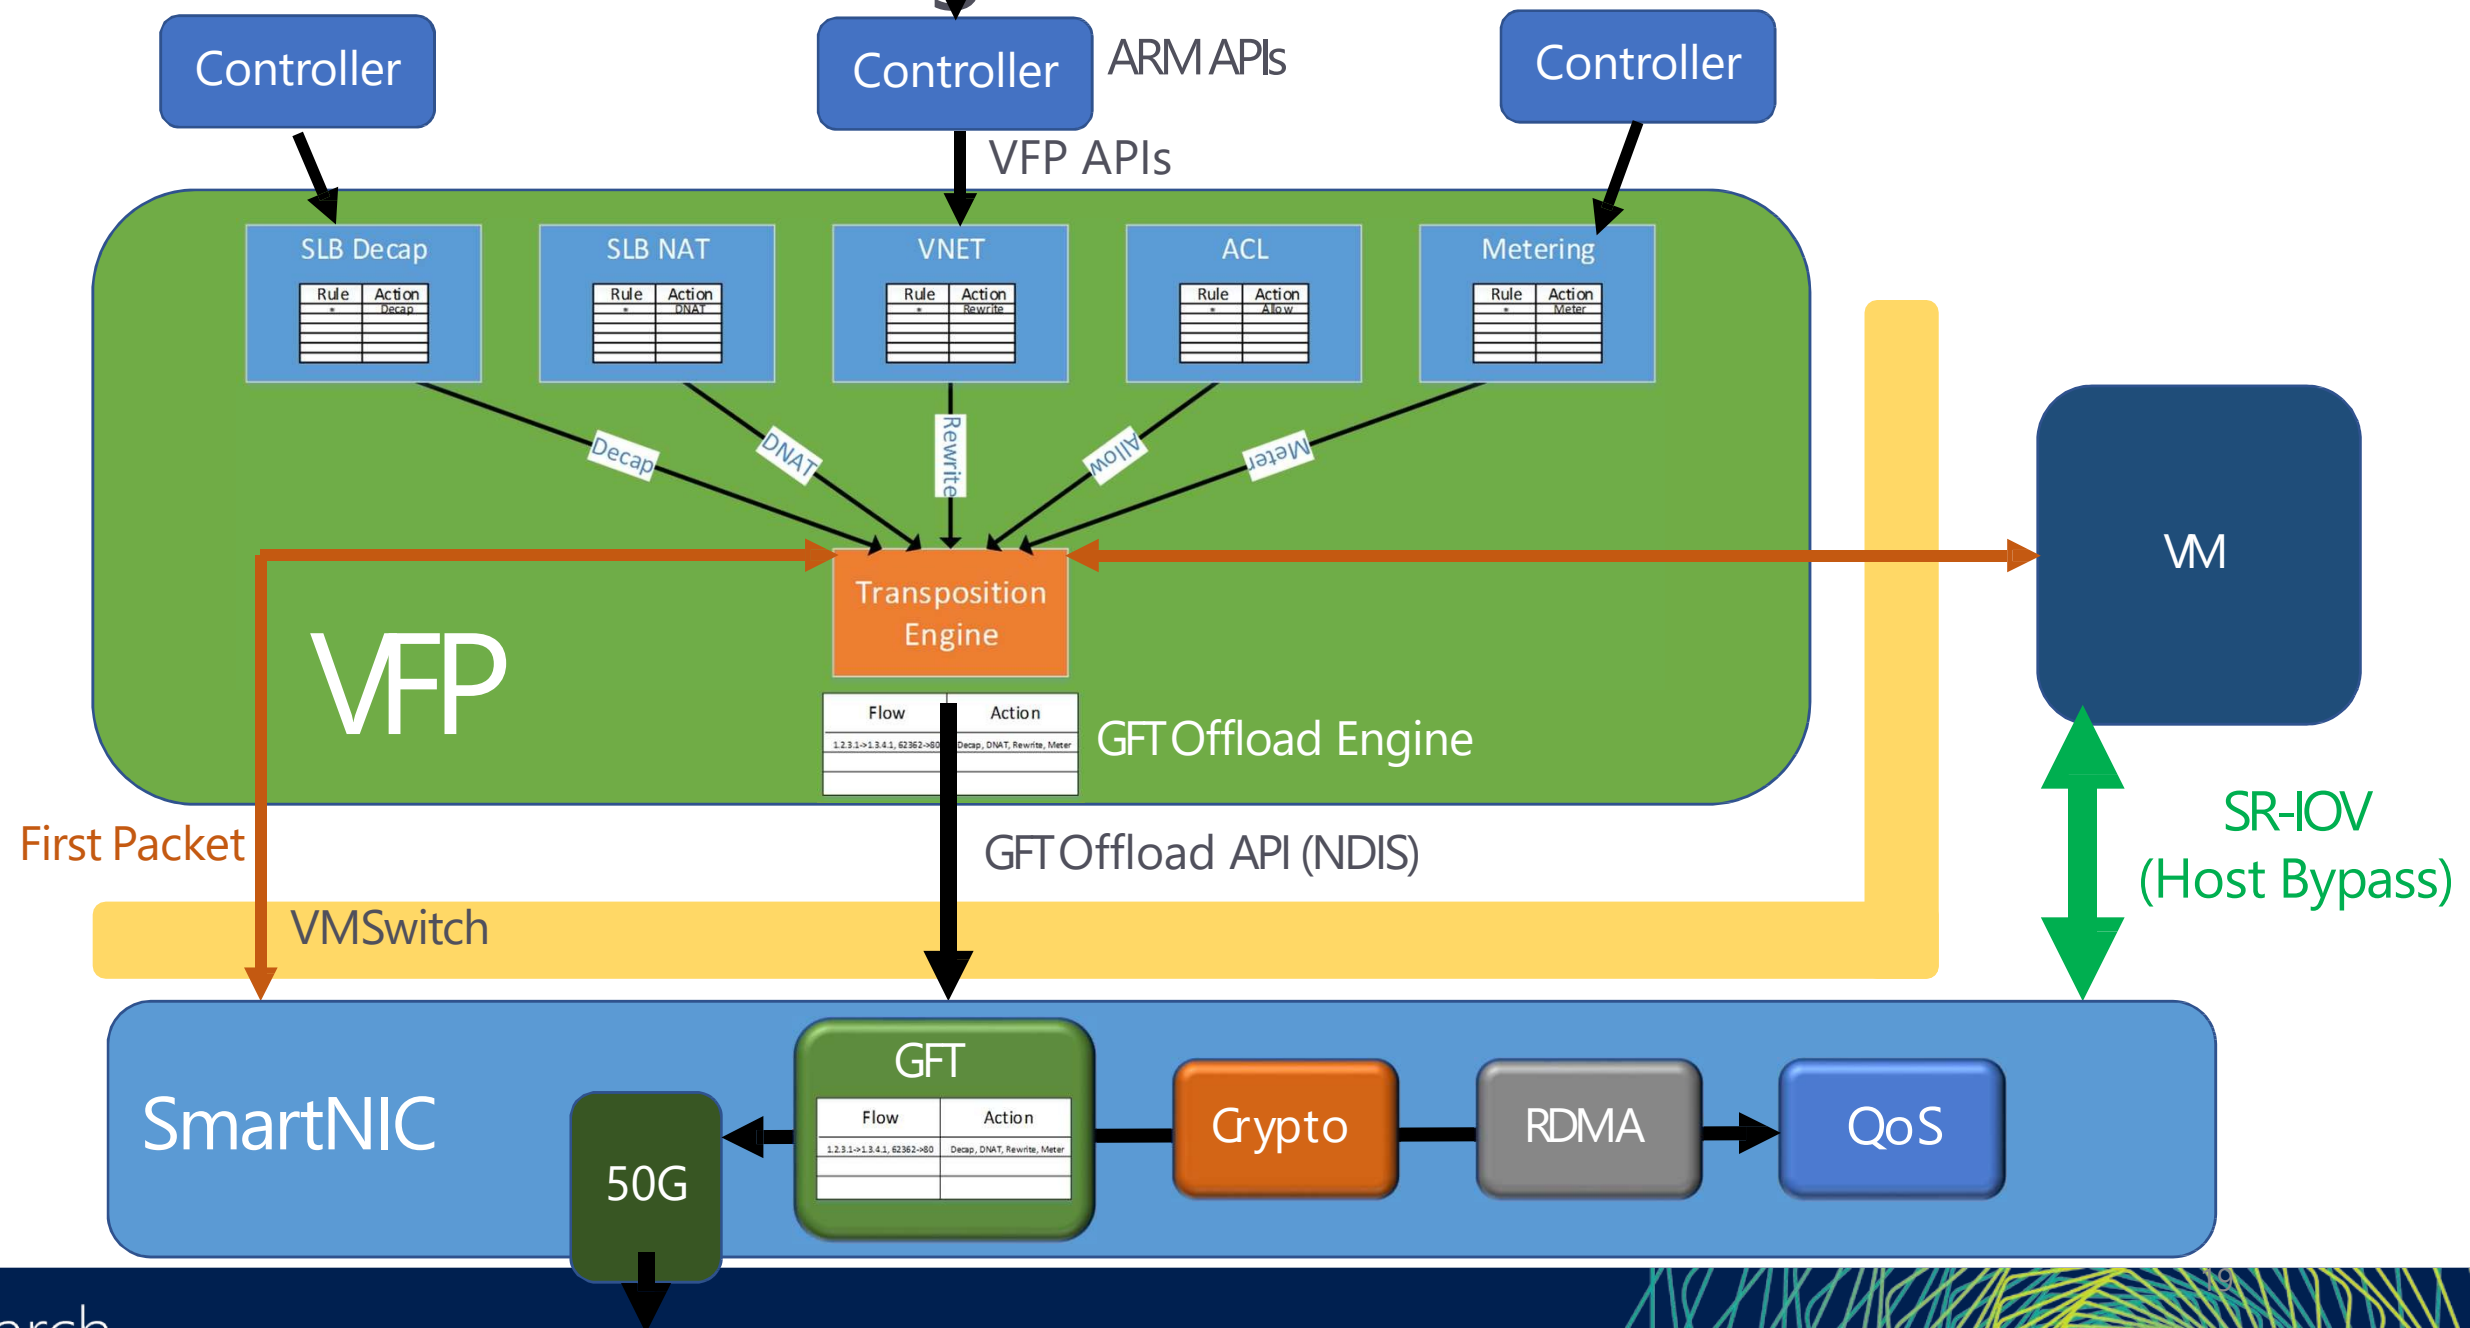 Controller
Controller
ARM APIs
Controller
VFP APIs
SLB Decap
Rule Action
* Decap
SLB NAT
Rule Action
* DNAT
VNET
Rule Action
* Rewrite
ACL
Rule Action
* Allow
Metering
Rule Action
* Meter
Decap
DNAT
Rewrite
Allow
Meter
VM
Transposition
Engine
VFP
Flow Action
1.2.3.1->1.3.4.1, 62362->80 Decap, DNAT, Rewrite, Meter
GFT Offload Engine
First Packet
GFT Offload API (NDIS)
SR-IOV
(Host Bypass)
VMSwitch
SmartNIC
50G
GFT
Flow Action
1.2.3.1->1.3.4.1, 62362->80 Decap, DNAT, Rewrite, Meter
Crypto
RDMA
QoS
19